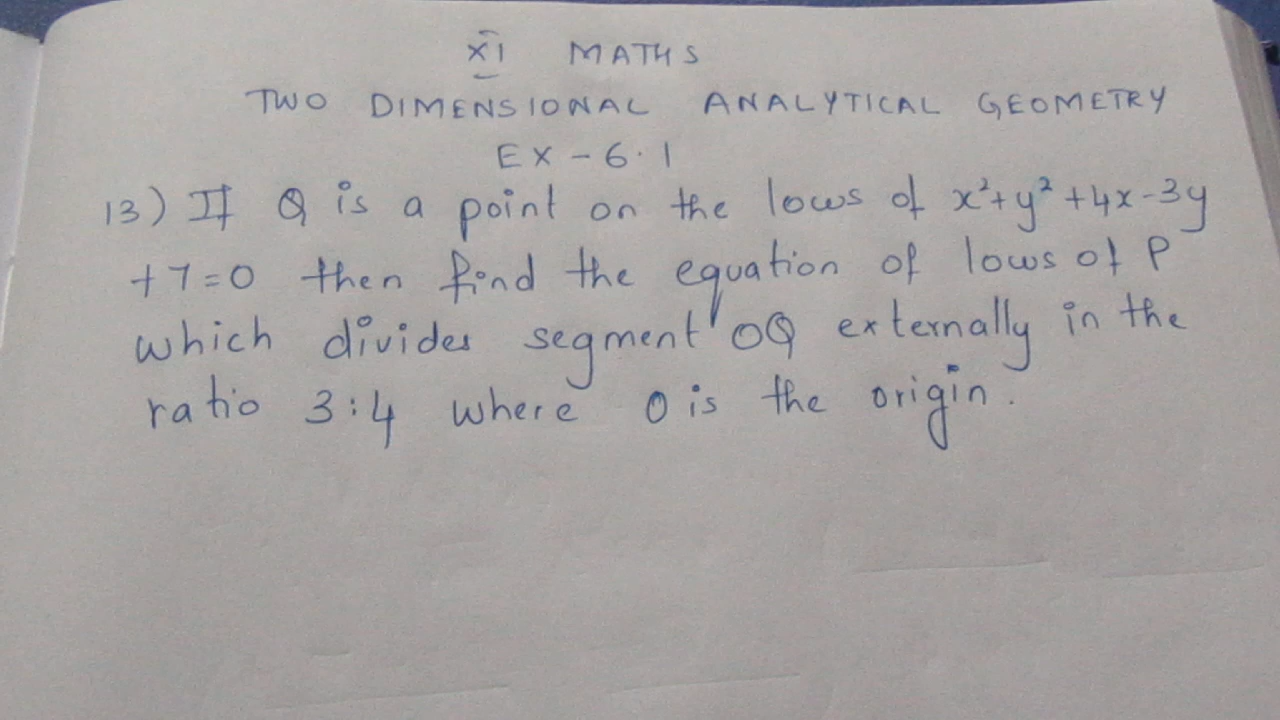 XI MATHS
TWO DIMENSIONAL ANALYTICAL GEOMETRY
EX - 6.1
13) If Q is a point on the locus of x²+y²+4x-3y
+7=0 then find the equation of locus of P
which divides segment OQ externally in the
ratio 3:4 where O is the origin.